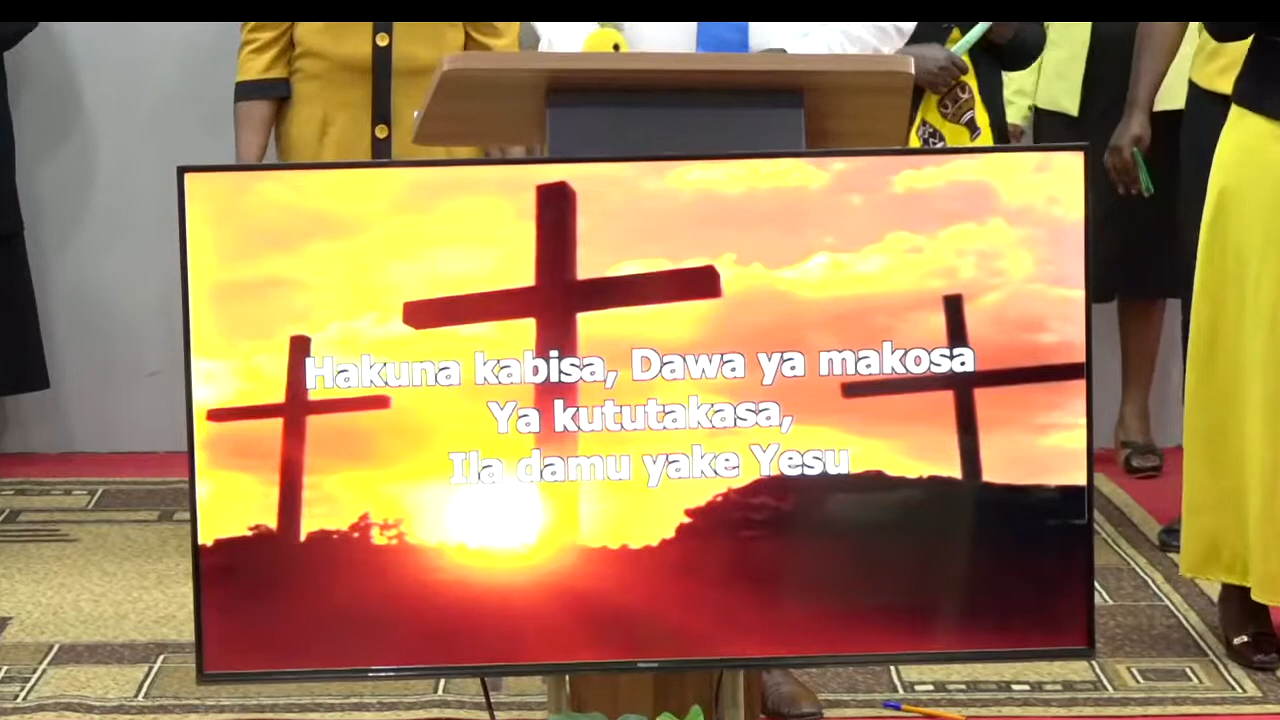 Hakuna kabisa, Dawa ya makosa
Ya kututakasa,
Ila damu yake Yesu